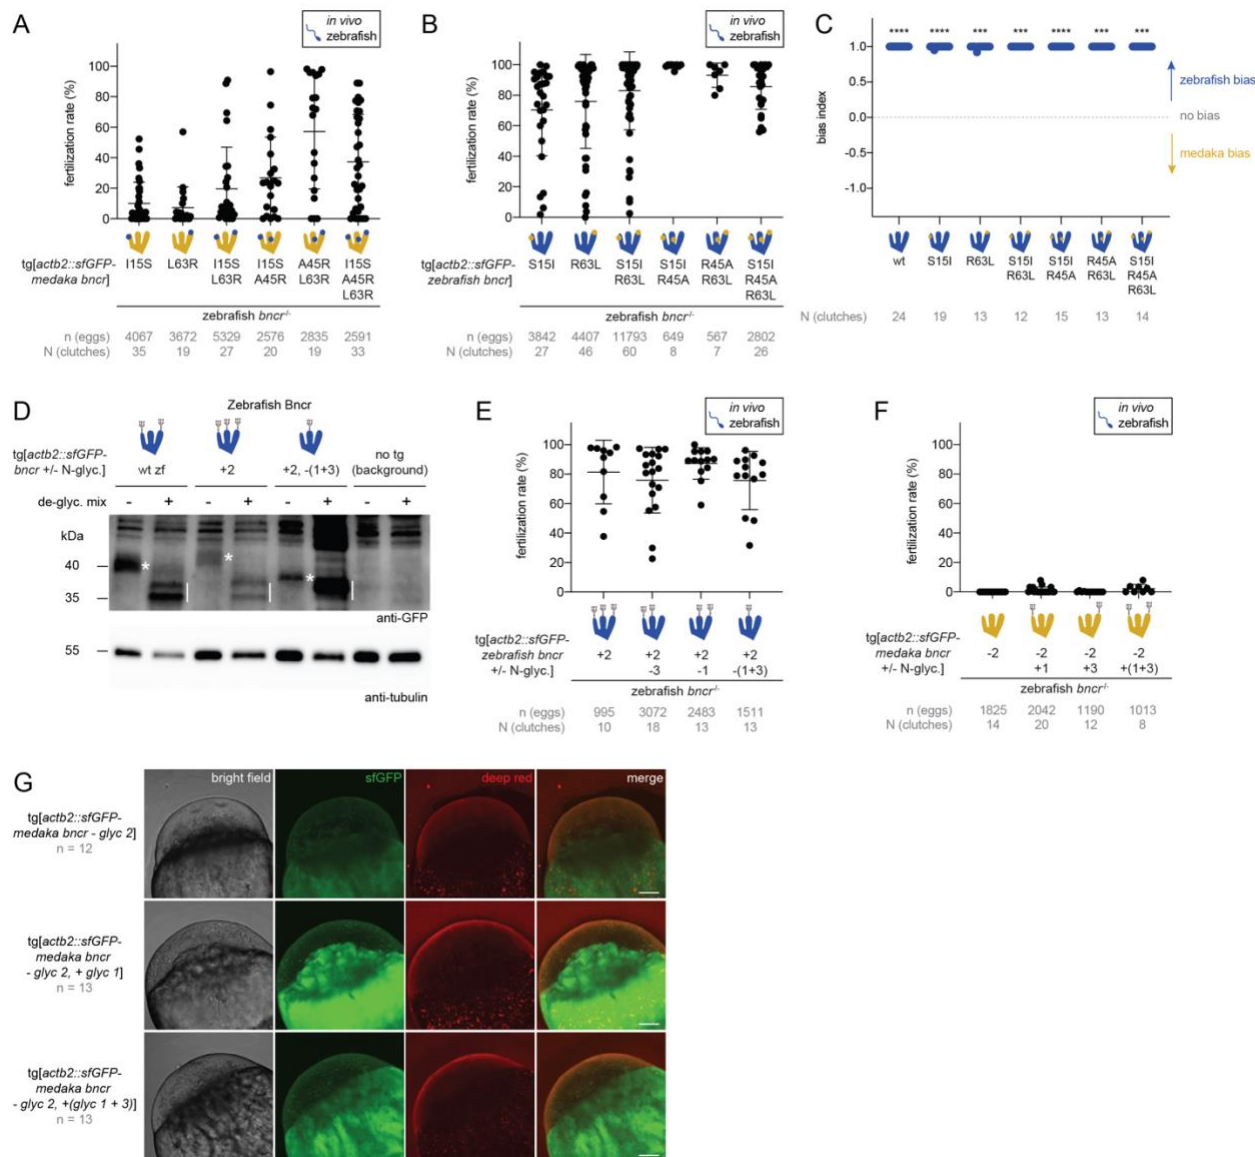 A
in vivo
zebrafish
fertilization rate (%)
100
80
60
40
20
0
tg[actb2::sfGFP-
medaka bncr]
I15S
L63R
I15S
L63R
I15S
A45R
A45R
L63R
I15S
A45R
L63R
zebrafish bncr-/-
n (eggs) 4067 3672 5329 2576 2835 2591
N (clutches) 35 19 27 20 19 33
B
in vivo
zebrafish
fertilization rate (%)
100
80
60
40
20
0
tg[actb2::sfGFP-
zebrafish bncr]
S15I
R63L
S15I
R63L
S15I
R45A
R45A
R63L
S15I
R45A
R63L
zebrafish bncr-/-
n (eggs) 3842 4407 11793 649 567 2802
N (clutches) 27 46 60 8 7 26
C
bias index
1.0
0.5
0.0
-0.5
-1.0
**** **** *** *** **** *** ***
zebrafish bias
no bias
medaka bias
wt
S15I
R63L
S15I
R63L
S15I
R45A
R45A
R63L
S15I
R45A
R63L
N (clutches) 24 19 13 12 15 13 14
D
Zebrafish Bncr
tg[actb2::sfGFP-
bncr +/- N-glyc.]
wt zf
+2
+2, -(1+3)
no tg
(background)
de-glyc. mix - + - + - + - +
kDa
40
35
* * *
anti-GFP
55
anti-tubulin
E
in vivo
zebrafish
fertilization rate (%)
100
80
60
40
20
0
tg[actb2::sfGFP-
zebrafish bncr
+/- N-glyc.]
+2
+2
-3
+2
-1
+2
-(1+3)
zebrafish bncr-/-
n (eggs) 995 3072 2483 1511
N (clutches) 10 18 13 13
F
in vivo
zebrafish
fertilization rate (%)
100
80
60
40
20
0
tg[actb2::sfGFP-
medaka bncr
+/- N-glyc.]
-2
-2
+1
-2
+3
-2
+(1+3)
zebrafish bncr-/-
n (eggs) 1825 2042 1190 1013
N (clutches) 14 20 12 8
G
bright field
sfGFP
deep red
merge
tg[actb2::sfGFP-
medaka bncr - glyc 2]
n = 12
tg[actb2::sfGFP-
medaka bncr
- glyc 2, + glyc 1]
n = 13
tg[actb2::sfGFP-
medaka bncr
- glyc 2, +(glyc 1 + 3)]
n = 13